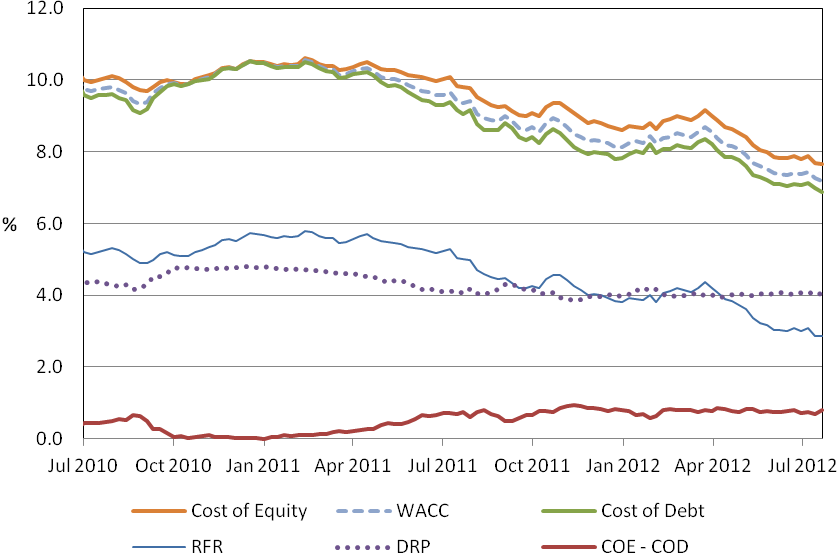 12.0
10.0
8.0
6.0
%
4.0
2.0
0.0
Jul 2010 Oct 2010 Jan 2011 Apr 2011 Jul 2011 Oct 2011 Jan 2012 Apr 2012 Jul 2012
Cost of Equity WACC Cost of Debt
RFR DRP COE - COD